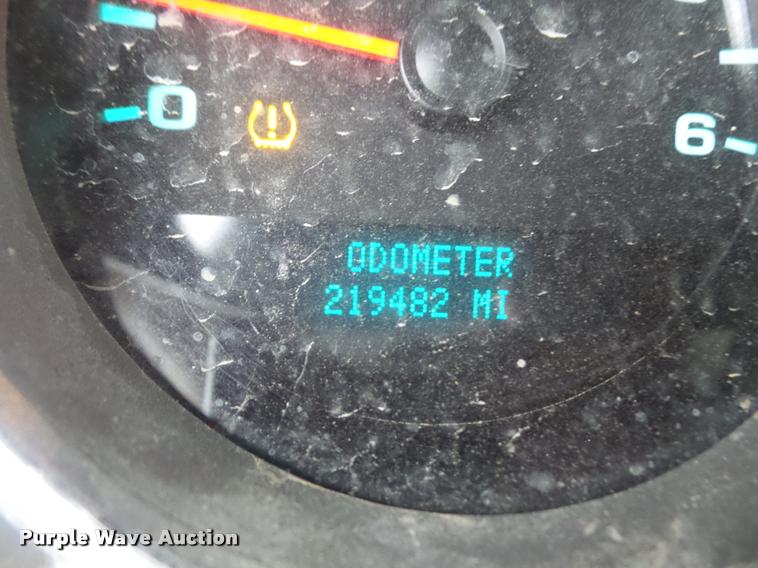 0
6
ODOMETER
219482 MI
Purple Wave Auction